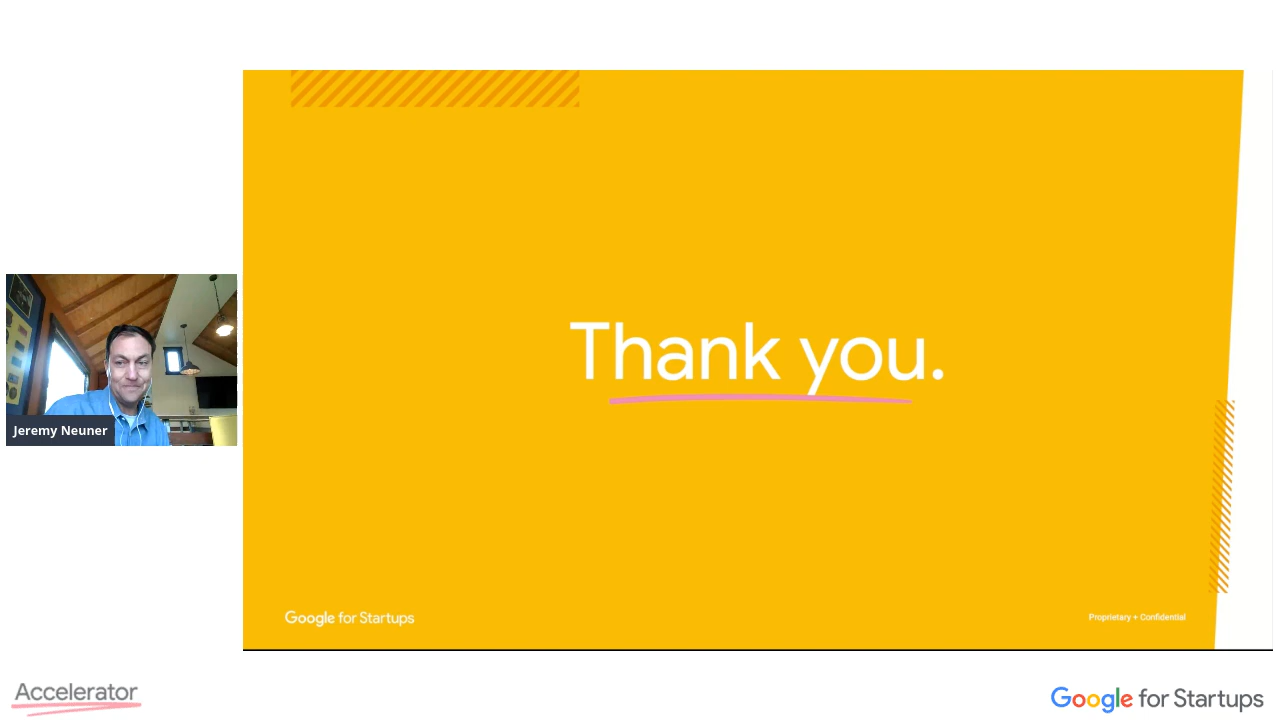 Thank you.
Jeremy Neuner
Google for Startups
Proprietary + Confidential
Accelerator
Google for Startups